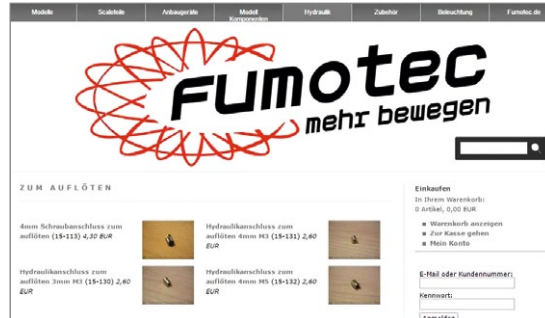 Modelle Scaleteile Anbaugeräte Modell Komponenten Hydraulik Zubehör Beleuchtung Fumotec.de
Fumotec
mehr bewegen
ZUM AUFLÖTEN
4mm Schraubanschluss zum
auflöten (15-113) 4,30 EUR
Hydraulikanschluss zum
auflöten 4mm M3 (15-131) 2,60
EUR
Hydraulikanschluss zum
auflöten 3mm M3 (15-130) 2,60
EUR
Hydraulikanschluss zum
auflöten 4mm M5 (15-132) 2,60
EUR
Einkaufen
In Ihrem Warenkorb:
0 Artikel, 0,00 EUR
Warenkorb anzeigen
Zur Kasse gehen
Mein Konto
E-Mail oder Kundennummer:
Kennwort:
Anmelden